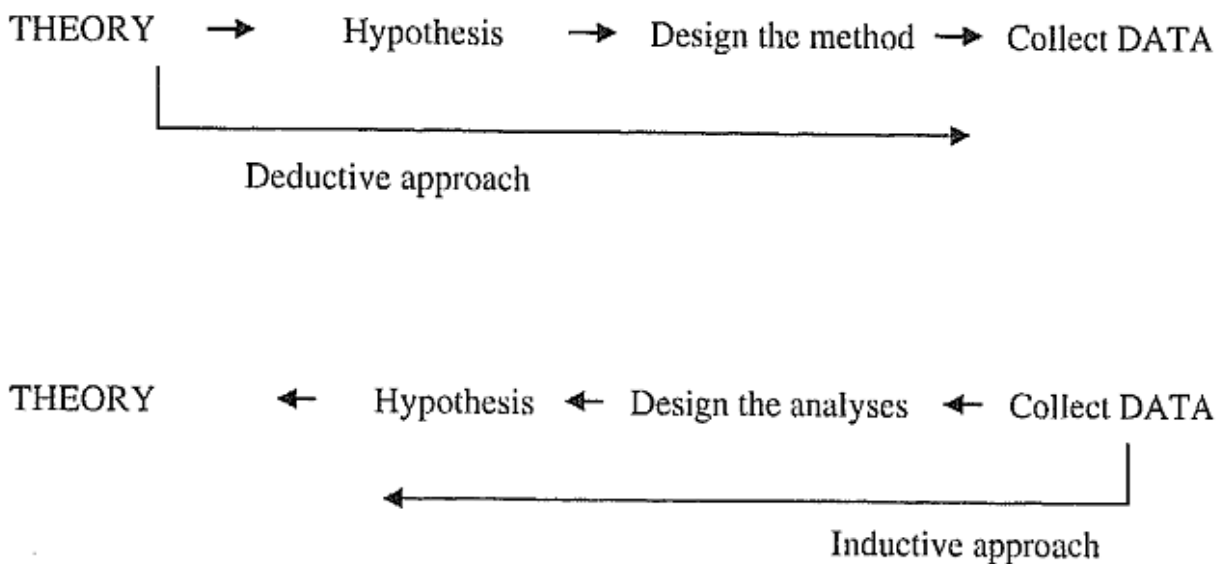 THEORY → Hypothesis → Design the method → Collect DATA
Deductive approach
THEORY ← Hypothesis ← Design the analyses ← Collect DATA
Inductive approach